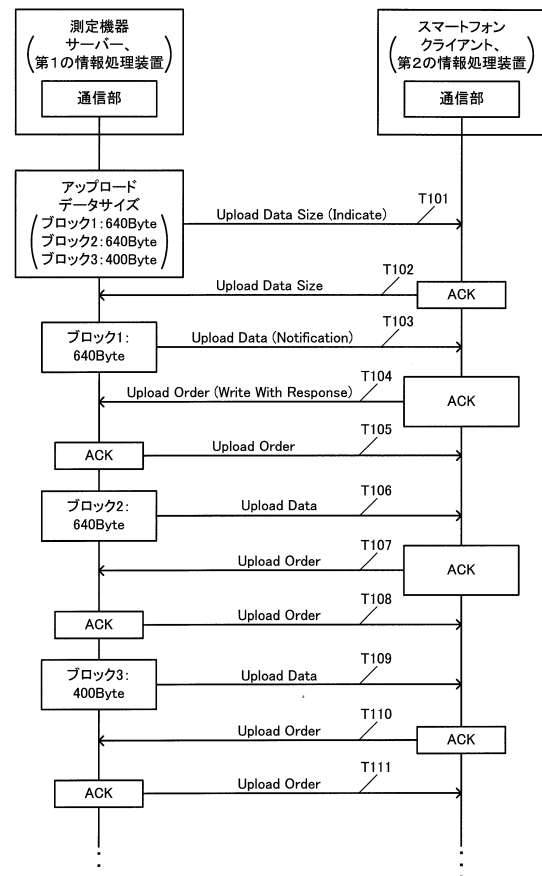 測定機器
サーバー、
第1の情報処理装置
通信部
スマートフォン
クライアント、
第2の情報処理装置
通信部
アップロード
データサイズ
ブロック1:640Byte
ブロック2:640Byte
ブロック3:400Byte
Upload Data Size (Indicate)
T101
T102
Upload Data Size
ACK
ブロック1:
640Byte
Upload Data (Notification)
T103
T104
Upload Order (Write With Response)
ACK
ACK
Upload Order
T105
ブロック2:
640Byte
Upload Data
T106
T107
Upload Order
ACK
ACK
Upload Order
T108
ブロック3:
400Byte
Upload Data
T109
T110
Upload Order
ACK
ACK
Upload Order
T111